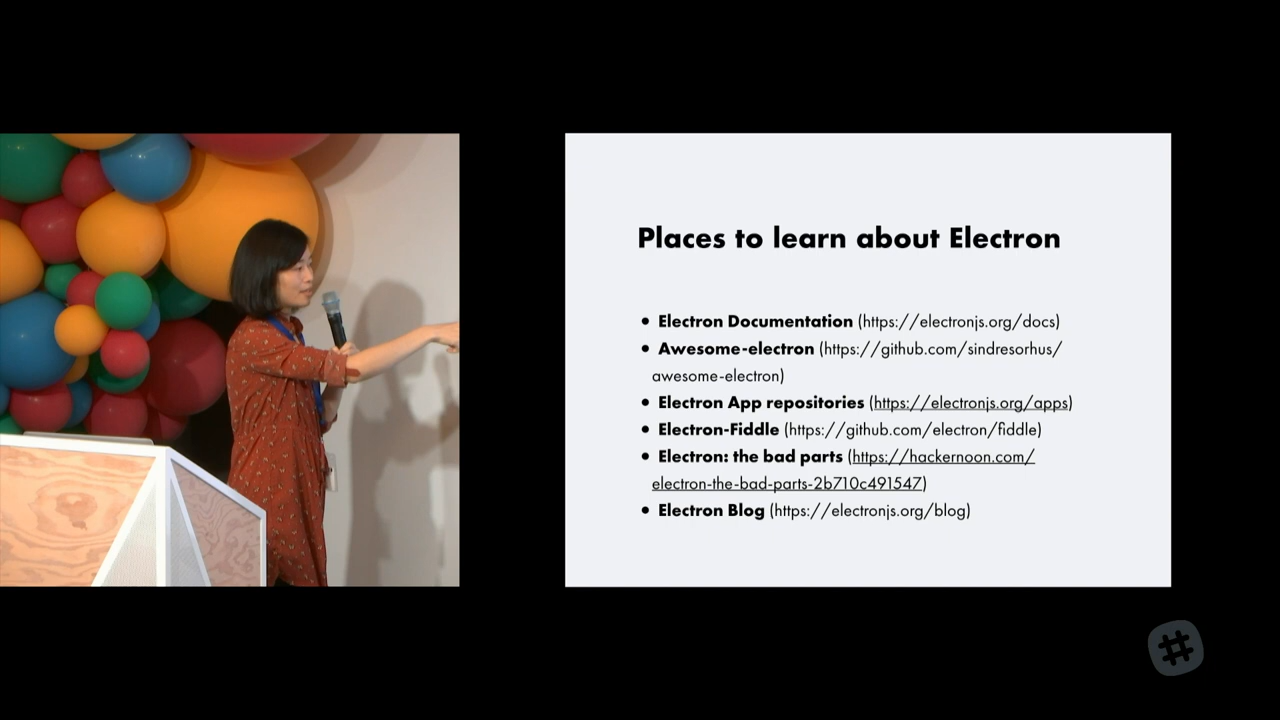 Places to learn about Electron
• Electron Documentation (https://electronjs.org/docs)
• Awesome-electron (https://github.com/sindresorhus/
awesome-electron)
• Electron App repositories (https://electronjs.org/apps)
• Electron-Fiddle (https://github.com/electron/fiddle)
• Electron: the bad parts (https://hackernoon.com/
electron-the-bad-parts-2b710c491547)
• Electron Blog (https://electronjs.org/blog)